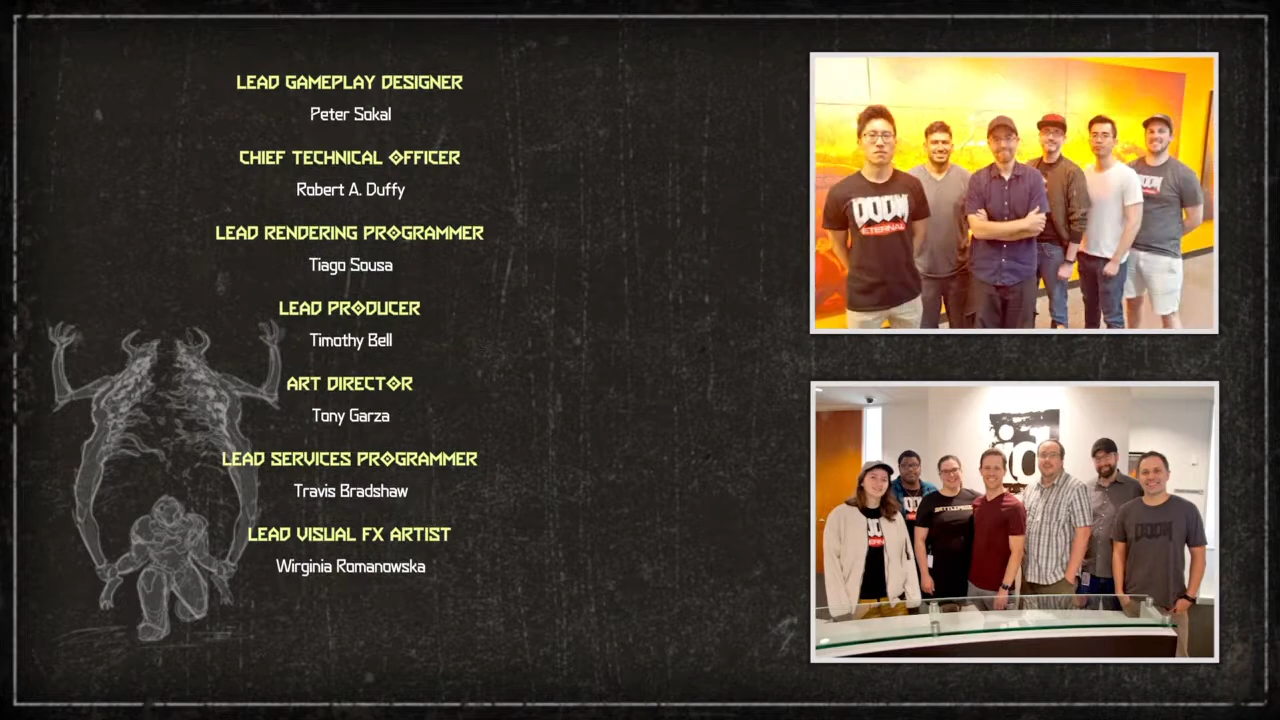 LEAD GAMEPLAY DESIGNER
Peter Sokal
CHIEF TECHNICAL OFFICER
Robert A. Duffy
LEAD RENDERING PROGRAMMER
Tiago Sousa
LEAD PRODUCER
Timothy Bell
ART DIRECTOR
Tony Garza
LEAD SERVICES PROGRAMMER
Travis Bradshaw
LEAD VISUAL FX ARTIST
Wirginia Romanowska
DOOM
ETERNAL
DOOM
id
DOOM